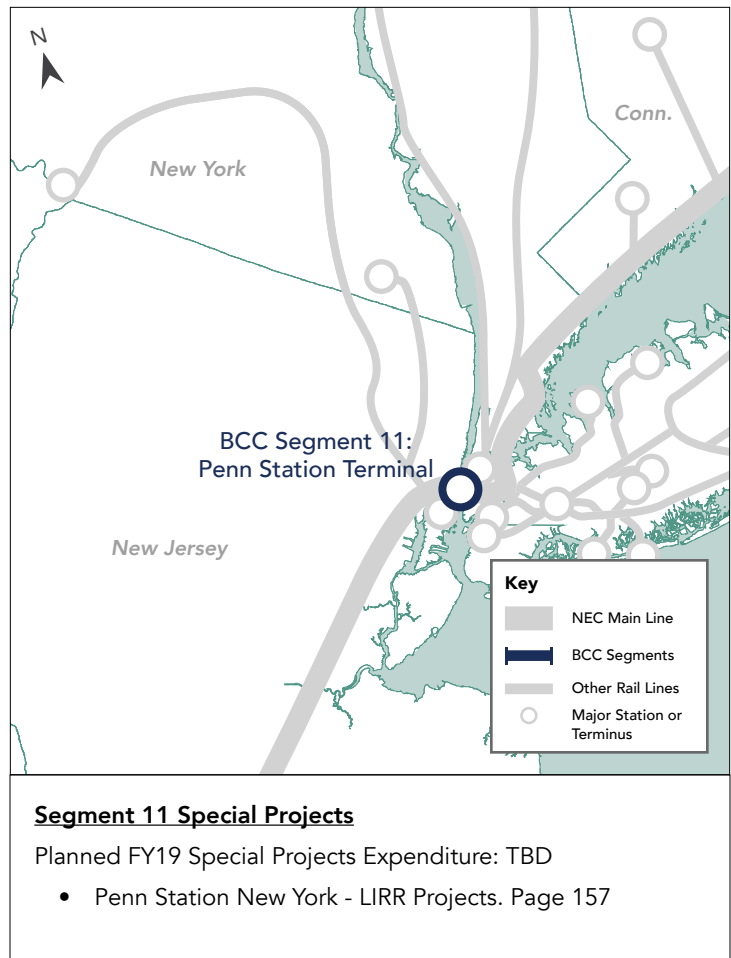 N
Conn.
New York
BCC Segment 11:
Penn Station Terminal
New Jersey
Key
NEC Main Line
BCC Segments
Other Rail Lines
Major Station or
Terminus
Segment 11 Special Projects
Planned FY19 Special Projects Expenditure: TBD
• Penn Station New York - LIRR Projects. Page 157